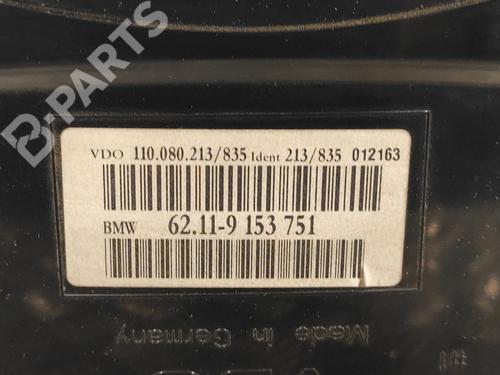 B-PARTS
VDO 110.080.213/835 Ident 213/835 012163
BMW 62.11-9 153 751
Made in Germany